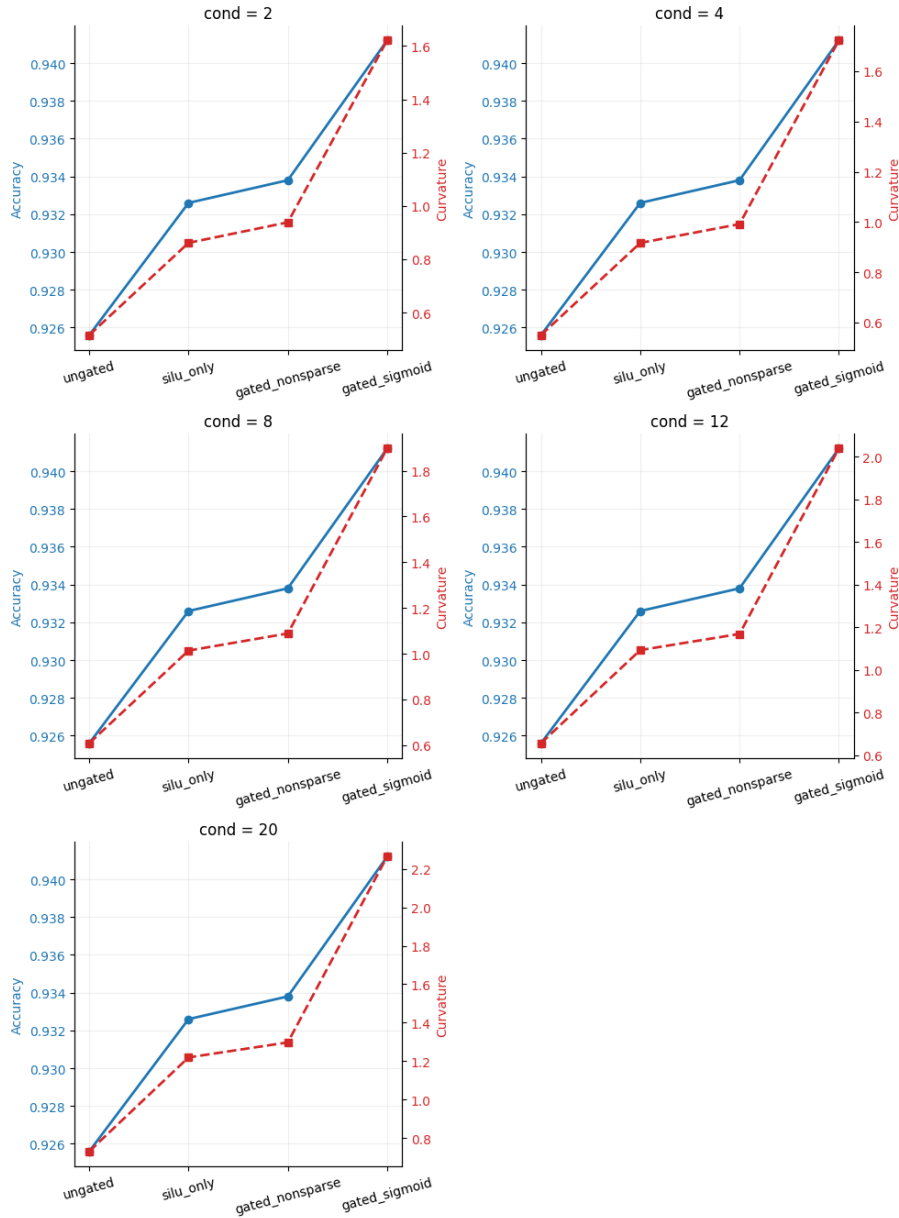 cond = 2
Accuracy
0.940
0.938
0.936
0.934
0.932
0.930
0.928
0.926
1.6
1.4
1.2
1.0
0.8
0.6
Curvature
ungated
silu_only
gated_nonsparse
gated_sigmoid
cond = 4
Accuracy
0.940
0.938
0.936
0.934
0.932
0.930
0.928
0.926
1.6
1.4
1.2
1.0
0.8
0.6
Curvature
ungated
silu_only
gated_nonsparse
gated_sigmoid
cond = 8
Accuracy
0.940
0.938
0.936
0.934
0.932
0.930
0.928
0.926
1.8
1.6
1.4
1.2
1.0
0.8
0.6
Curvature
ungated
silu_only
gated_nonsparse
gated_sigmoid
cond = 12
Accuracy
0.940
0.938
0.936
0.934
0.932
0.930
0.928
0.926
2.0
1.8
1.6
1.4
1.2
1.0
0.8
0.6
Curvature
ungated
silu_only
gated_nonsparse
gated_sigmoid
cond = 20
Accuracy
0.940
0.938
0.936
0.934
0.932
0.930
0.928
0.926
2.2
2.0
1.8
1.6
1.4
1.2
1.0
0.8
Curvature
ungated
silu_only
gated_nonsparse
gated_sigmoid